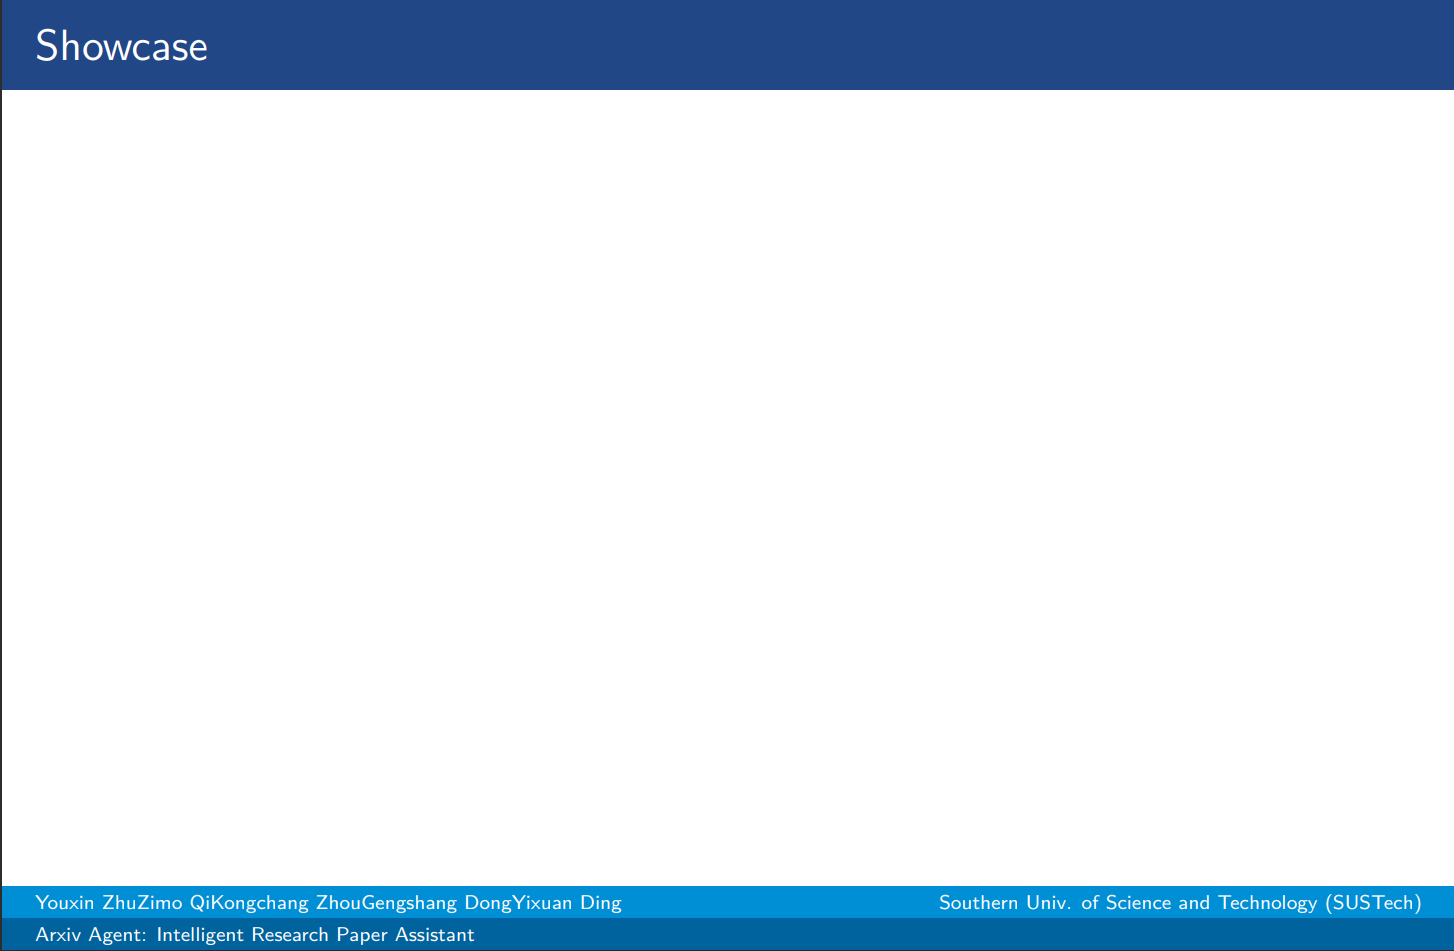 Showcase
Youxin ZhuZimo QiKongchang ZhouGengshang DongYixuan Ding
Southern Univ. of Science and Technology (SUSTech)
Arxiv Agent: Intelligent Research Paper Assistant